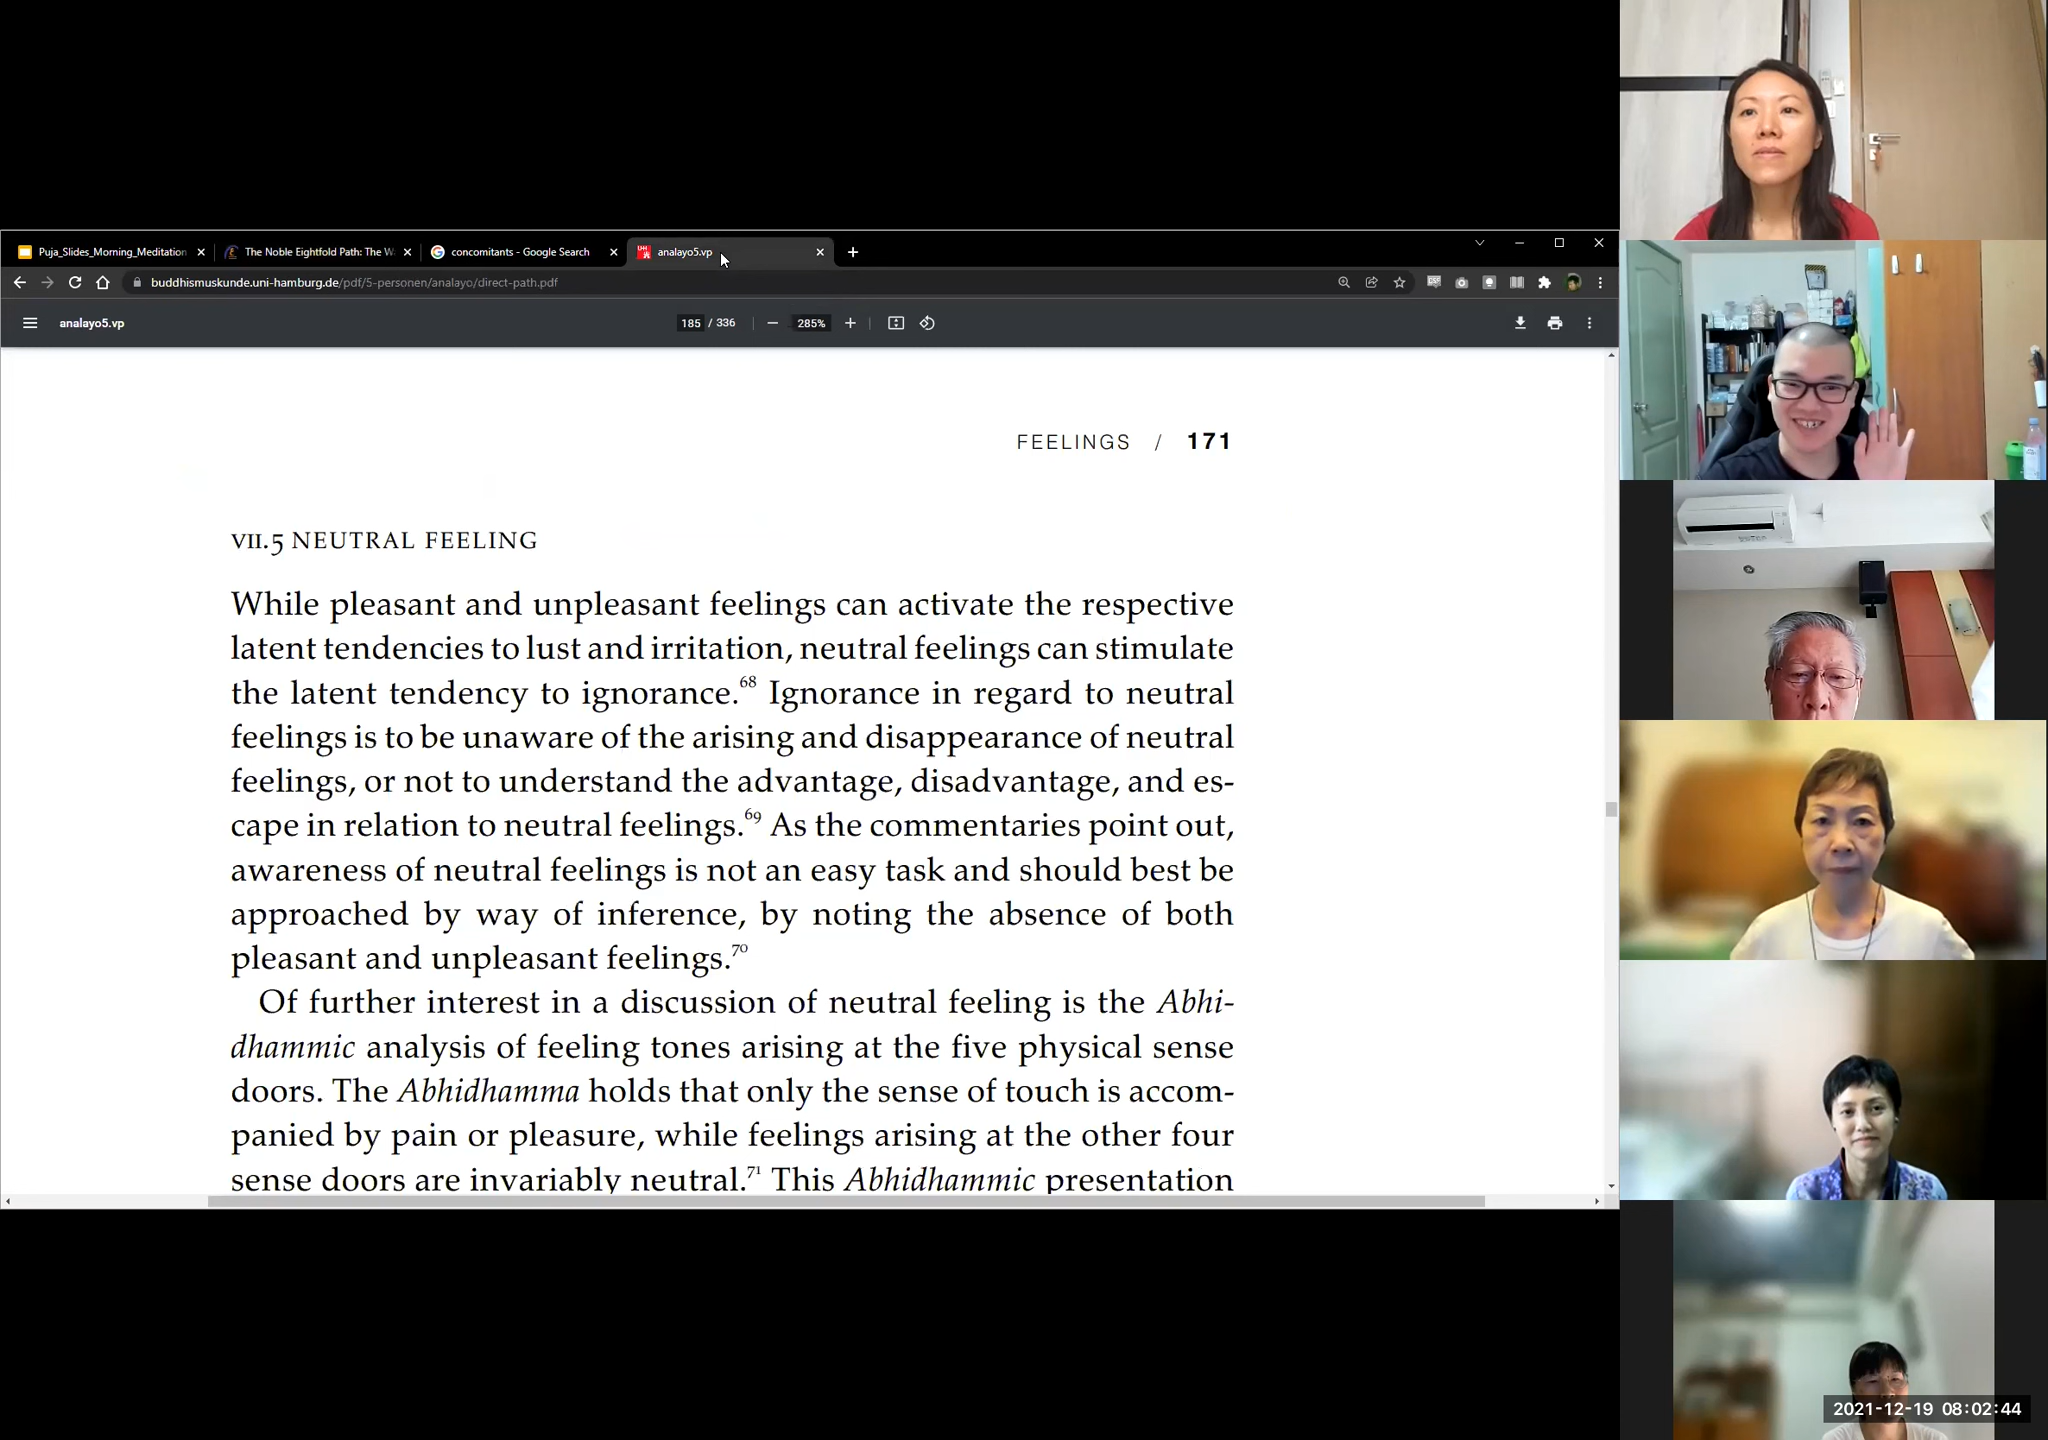 Puja_Slides_Morning_Meditation
The Noble Eightfold Path: The W
concomitants - Google Search
analayo5.vp
buddhismuskunde.uni-hamburg.de/pdf/5-personen/analayo/direct-path.pdf
analayo5.vp
185 / 336
285%
FEELINGS / 171
VII.5 NEUTRAL FEELING
While pleasant and unpleasant feelings can activate the respective
latent tendencies to lust and irritation, neutral feelings can stimulate
the latent tendency to ignorance.68 Ignorance in regard to neutral
feelings is to be unaware of the arising and disappearance of neutral
feelings, or not to understand the advantage, disadvantage, and es-
cape in relation to neutral feelings.69 As the commentaries point out,
awareness of neutral feelings is not an easy task and should best be
approached by way of inference, by noting the absence of both
pleasant and unpleasant feelings.70
Of further interest in a discussion of neutral feeling is the Abhi-
dhammic analysis of feeling tones arising at the five physical sense
doors. The Abhidhamma holds that only the sense of touch is accom-
panied by pain or pleasure, while feelings arising at the other four
sense doors are invariably neutral.71 This Abhidhammic presentation
2021-12-19 08:02:44